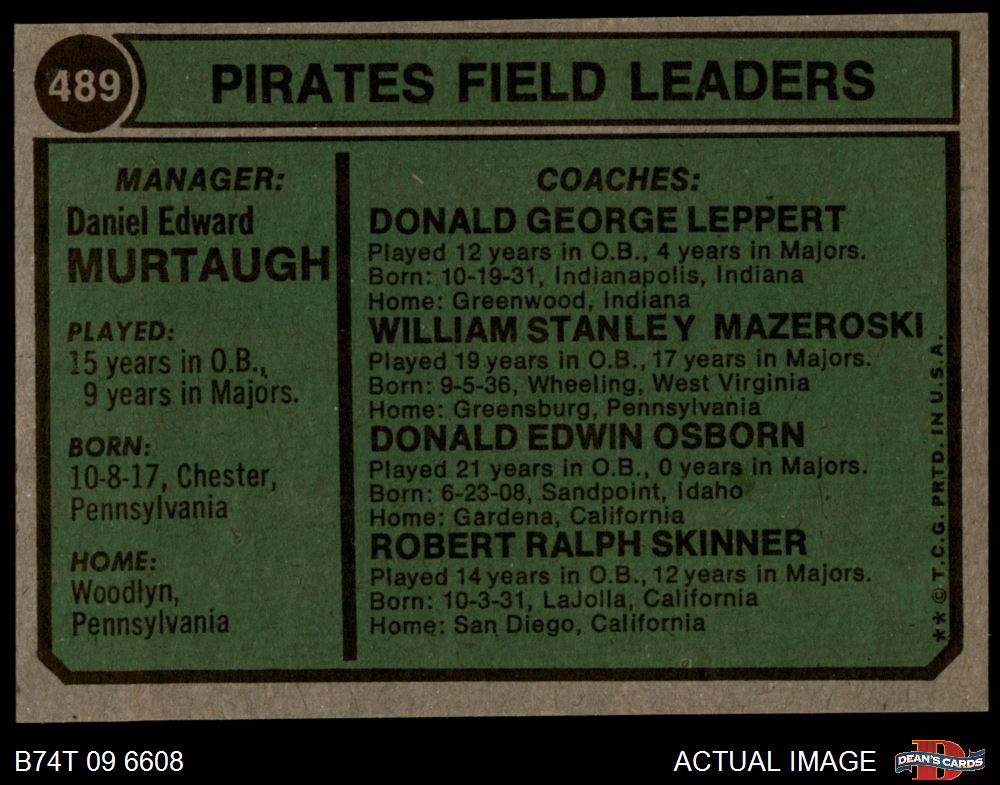 489
PIRATES FIELD LEADERS
MANAGER:
Daniel Edward
MURTAUGH
PLAYED:
15 years in O.B.,
9 years in Majors.
BORN:
10-8-17, Chester,
Pennsylvania
HOME:
Woodlyn,
Pennsylvania
COACHES:
DONALD GEORGE LEPPERT
Played 12 years in O.B., 4 years in Majors.
Born: 10-19-31, Indianapolis, Indiana
Home: Greenwood, Indiana
WILLIAM STANLEY MAZEROSKI
Played 19 years in O.B., 17 years in Majors.
Born: 9-5-36, Wheeling, West Virginia
Home: Greensburg, Pennsylvania
DONALD EDWIN OSBORN
Played 21 years in O.B., 0 years in Majors.
Born: 6-23-08, Sandpoint, Idaho
Home: Gardena, California
ROBERT RALPH SKINNER
Played 14 years in O.B., 12 years in Majors.
Born: 10-3-31, LaJolla, California
Home: San Diego, California
** © T.C.G. PRTD. IN U.S.A.
B74T 09 6608
ACTUAL IMAGE
DEAN'S CARDS